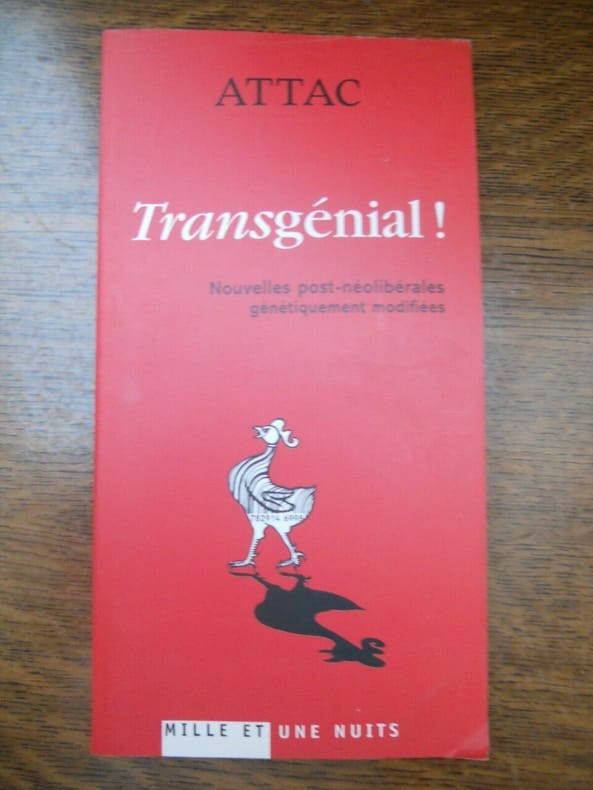 ATTAC
Transgénial !
Nouvelles post-néolibérales
génétiquement modifiées
MILLE ET UNE NUITS